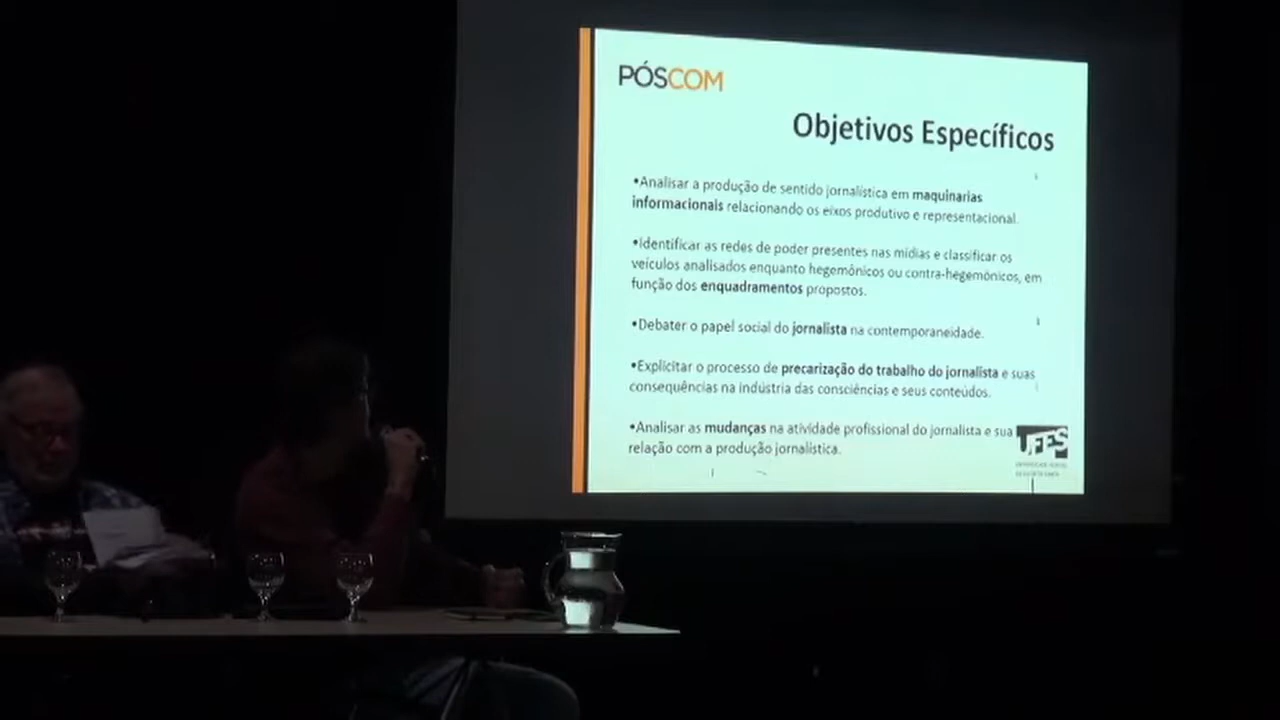 PÓSCOM
Objetivos Específicos
•Analisar a produção de sentido jornalística em maquinarias
informacionais relacionando os eixos produtivo e representacional.
•Identificar as redes de poder presentes nas mídias e classificar os
veículos analisados enquanto hegemônicos ou contra-hegemônicos, em
função dos enquadramentos propostos.
•Debater o papel social do jornalista na contemporaneidade.
•Explicitar o processo de precarização do trabalho do jornalista e suas
consequências na indústria das consciências e seus conteúdos.
•Analisar as mudanças na atividade profissional do jornalista e sua
relação com a produção jornalística.
UFES